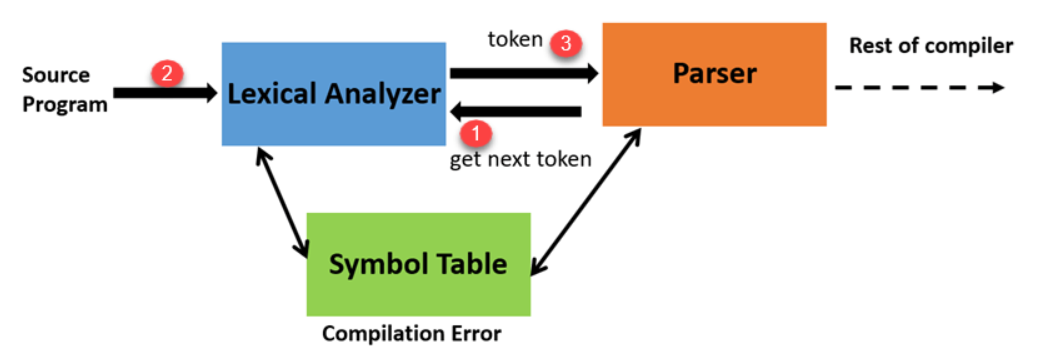 token 3
Rest of compiler
Source
Program
2
Lexical Analyzer
Parser
1
get next token
Symbol Table
Compilation Error